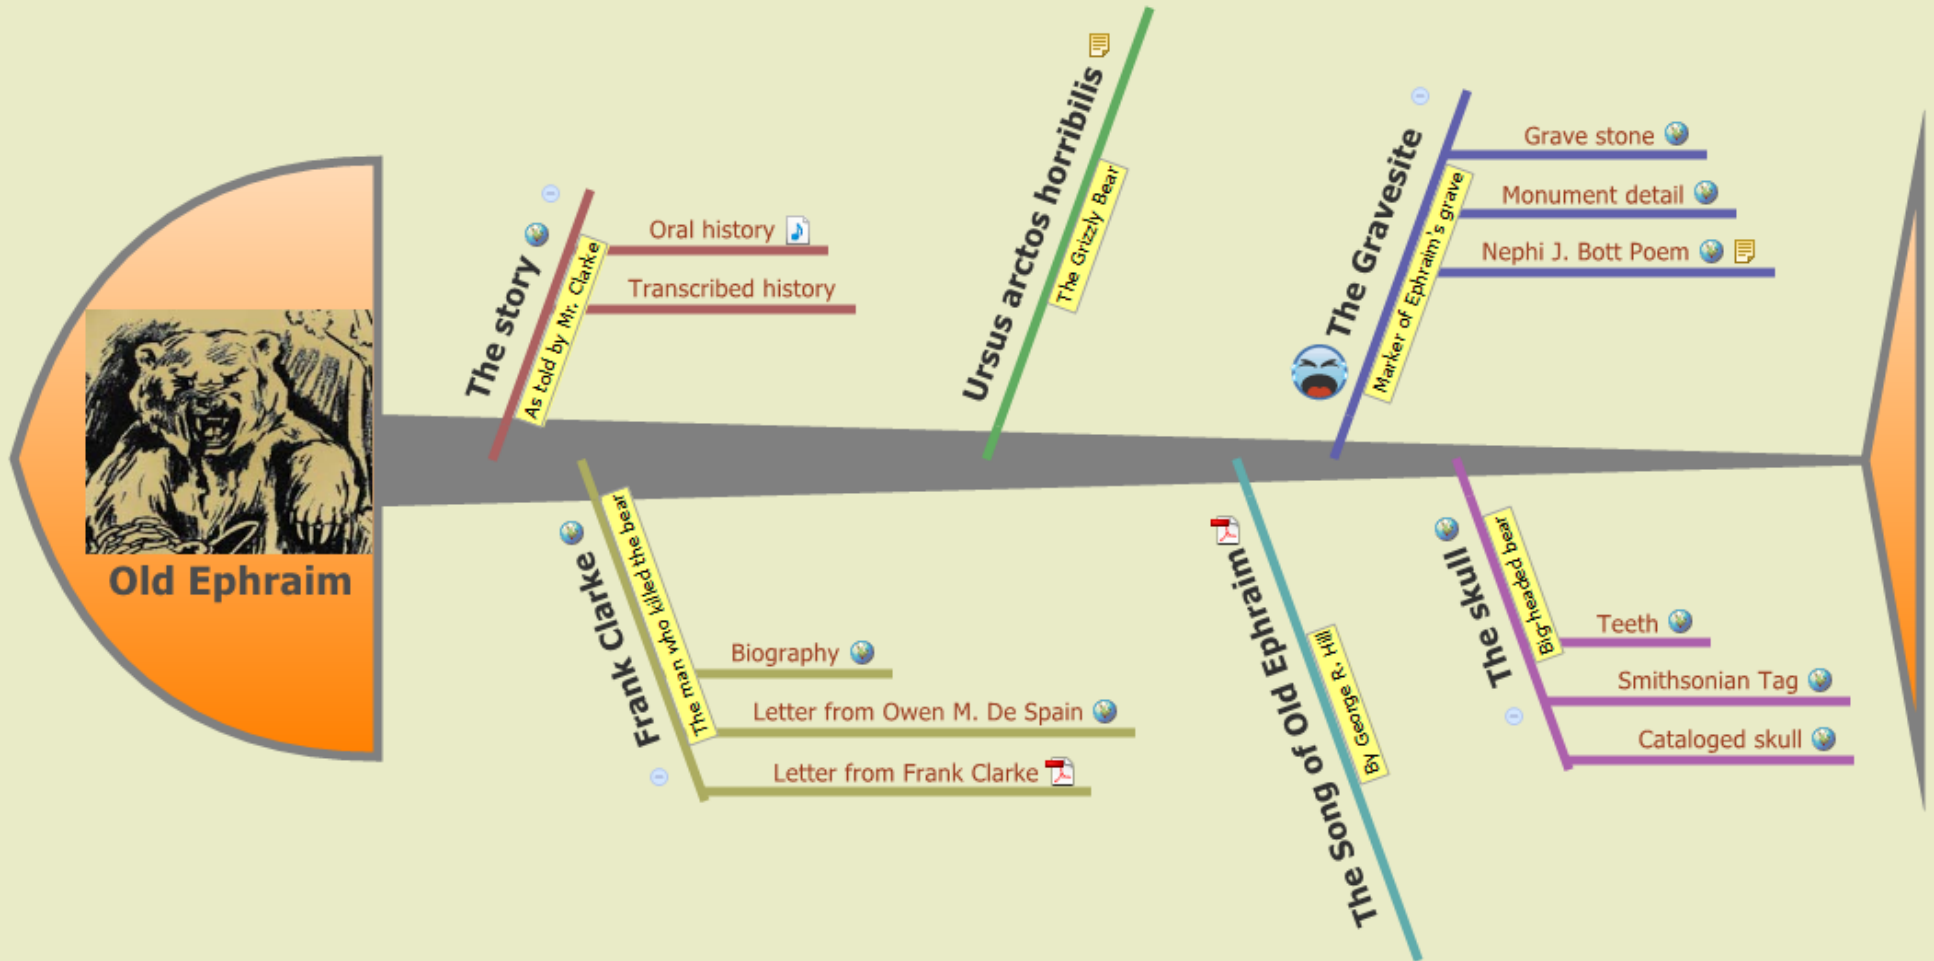 Old Ephraim
The story
As told by Mr. Clarke
Oral history
Transcribed history
Ursus arctos horribilis
The Grizzly Bear
The Gravesite
Marker of Ephraim's grave
Grave stone
Monument detail
Nephi J. Bott Poem
Frank Clarke
The man who killed the bear
Biography
Letter from Owen M. De Spain
Letter from Frank Clarke
The Song of Old Ephraim
By George R. Hill
The skull
Big-headed bear
Teeth
Smithsonian Tag
Cataloged skull